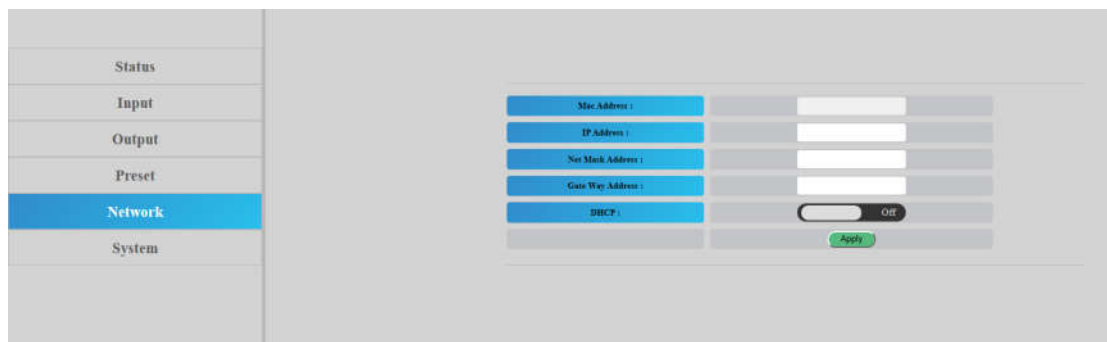 Status
Input
Output
Preset
Network
System
Mac Address :
IP Address :
Net Mask Address :
Gate Way Address :
DHCP :
Off
Apply